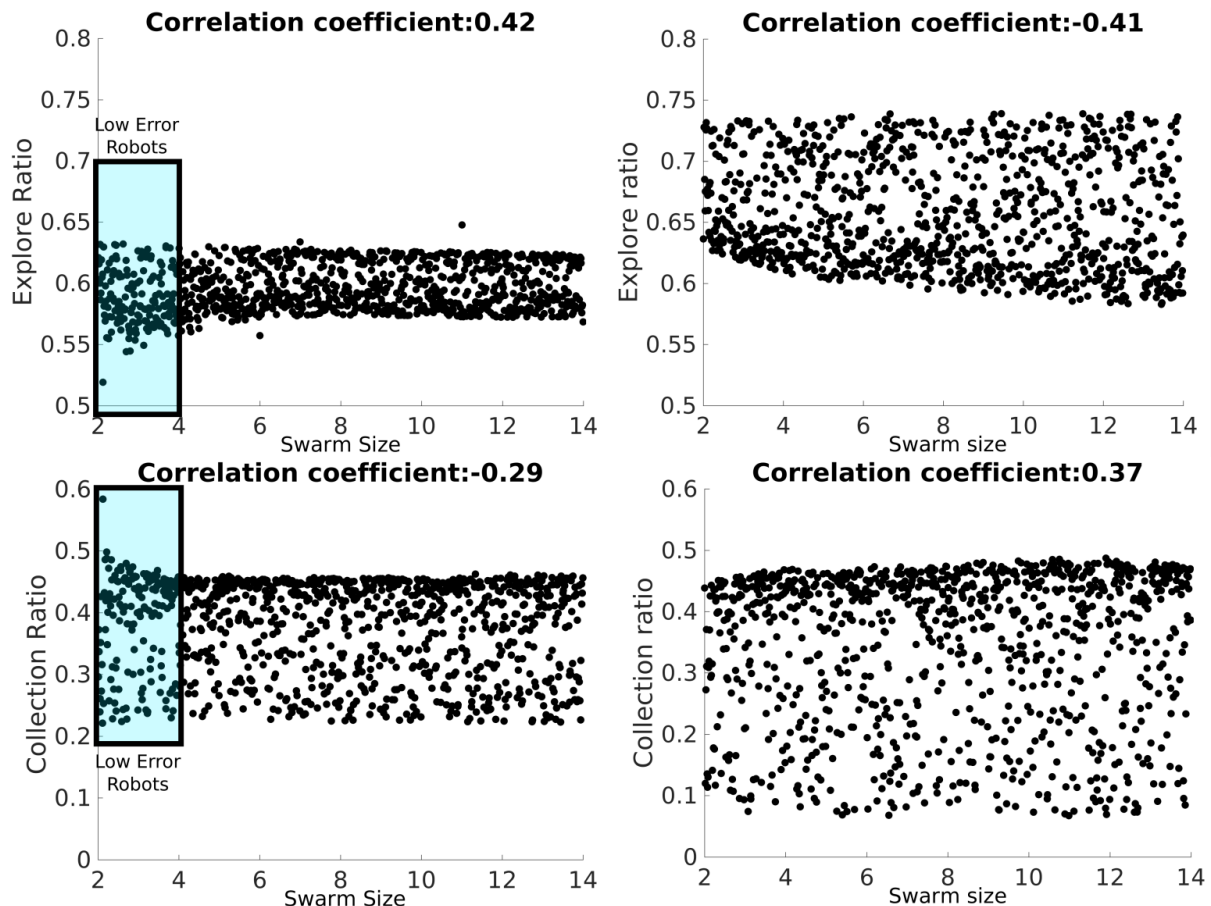 Correlation coefficient:0.42
0.8
0.75
0.7
0.65
0.6
0.55
0.5
Explore Ratio
Low Error
Robots
2 4 6 8 10 12 14
Swarm Size
Correlation coefficient:-0.41
0.8
0.75
0.7
0.65
0.6
0.55
0.5
Explore ratio
2 4 6 8 10 12 14
Swarm size
Correlation coefficient:-0.29
0.6
0.5
0.4
0.3
0.2
0.1
0
Collection Ratio
Low Error
Robots
2 4 6 8 10 12 14
Swarm Size
Correlation coefficient:0.37
0.6
0.5
0.4
0.3
0.2
0.1
0
Collection ratio
2 4 6 8 10 12 14
Swarm size